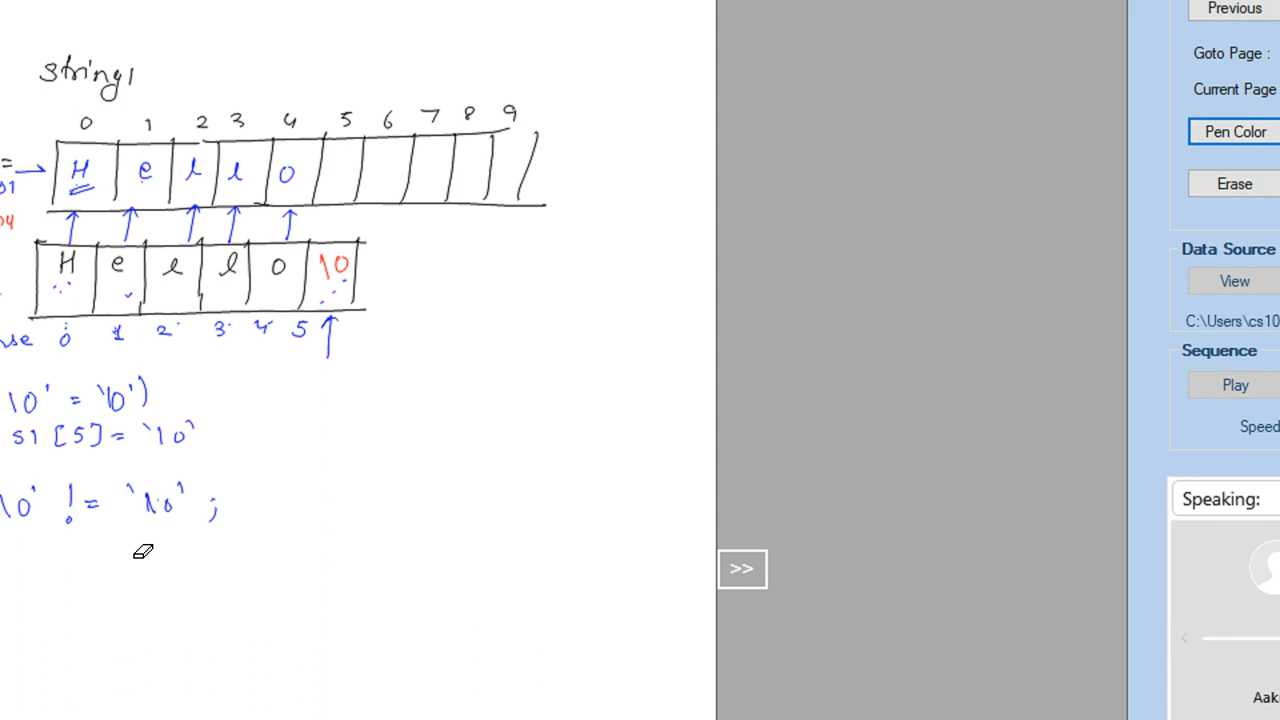 string1
0 1 2 3 4 5 6 7 8 9
=
H e l l o
H e l l o \0
0 1 2 3 4 5
\0' = '\0')
s1 [5] = '\0'
\0' != '\0' ;
>>
Previous
Goto Page :
Current Page
Pen Color
Erase
Data Source
View
C:\Users\cs10
Sequence
Play
Speed
Speaking:
Aak